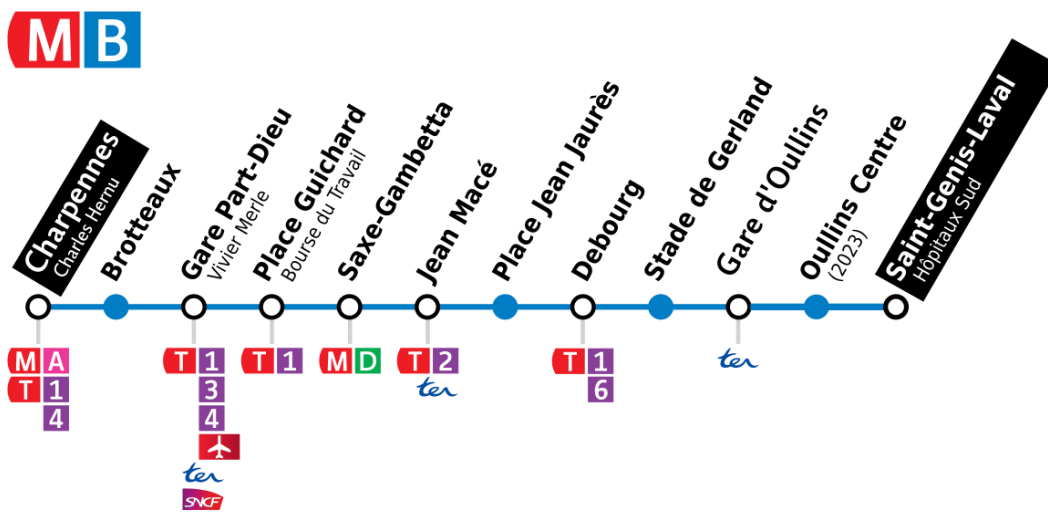 M B
Charpennes
Charles Hernu
Brotteaux
Gare Part-Dieu
Vivier Merle
Place Guichard
Bourse du Travail
Saxe-Gambetta
Jean Macé
Place Jean Jaurès
Debourg
Stade de Gerland
Gare d'Oullins
Oullins Centre
(2023)
Saint-Genis-Laval
Hôpitaux Sud
M A
T 1
4
T 1
3
4
ter
SNCF
T 1
M D
T 2
ter
T 1
6
ter